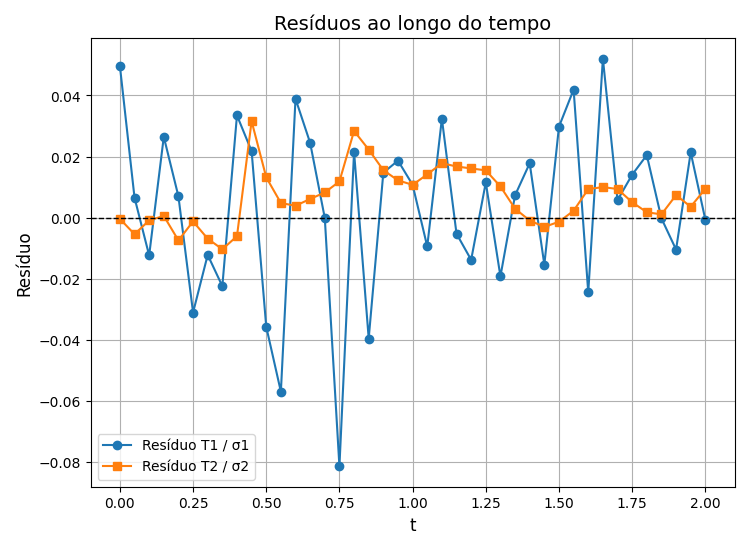 Resíduos ao longo do tempo
Resíduo
0.04
0.02
0.00
−0.02
−0.04
−0.06
−0.08
Resíduo T1 / σ1
Resíduo T2 / σ2
0.00 0.25 0.50 0.75 1.00 1.25 1.50 1.75 2.00
t